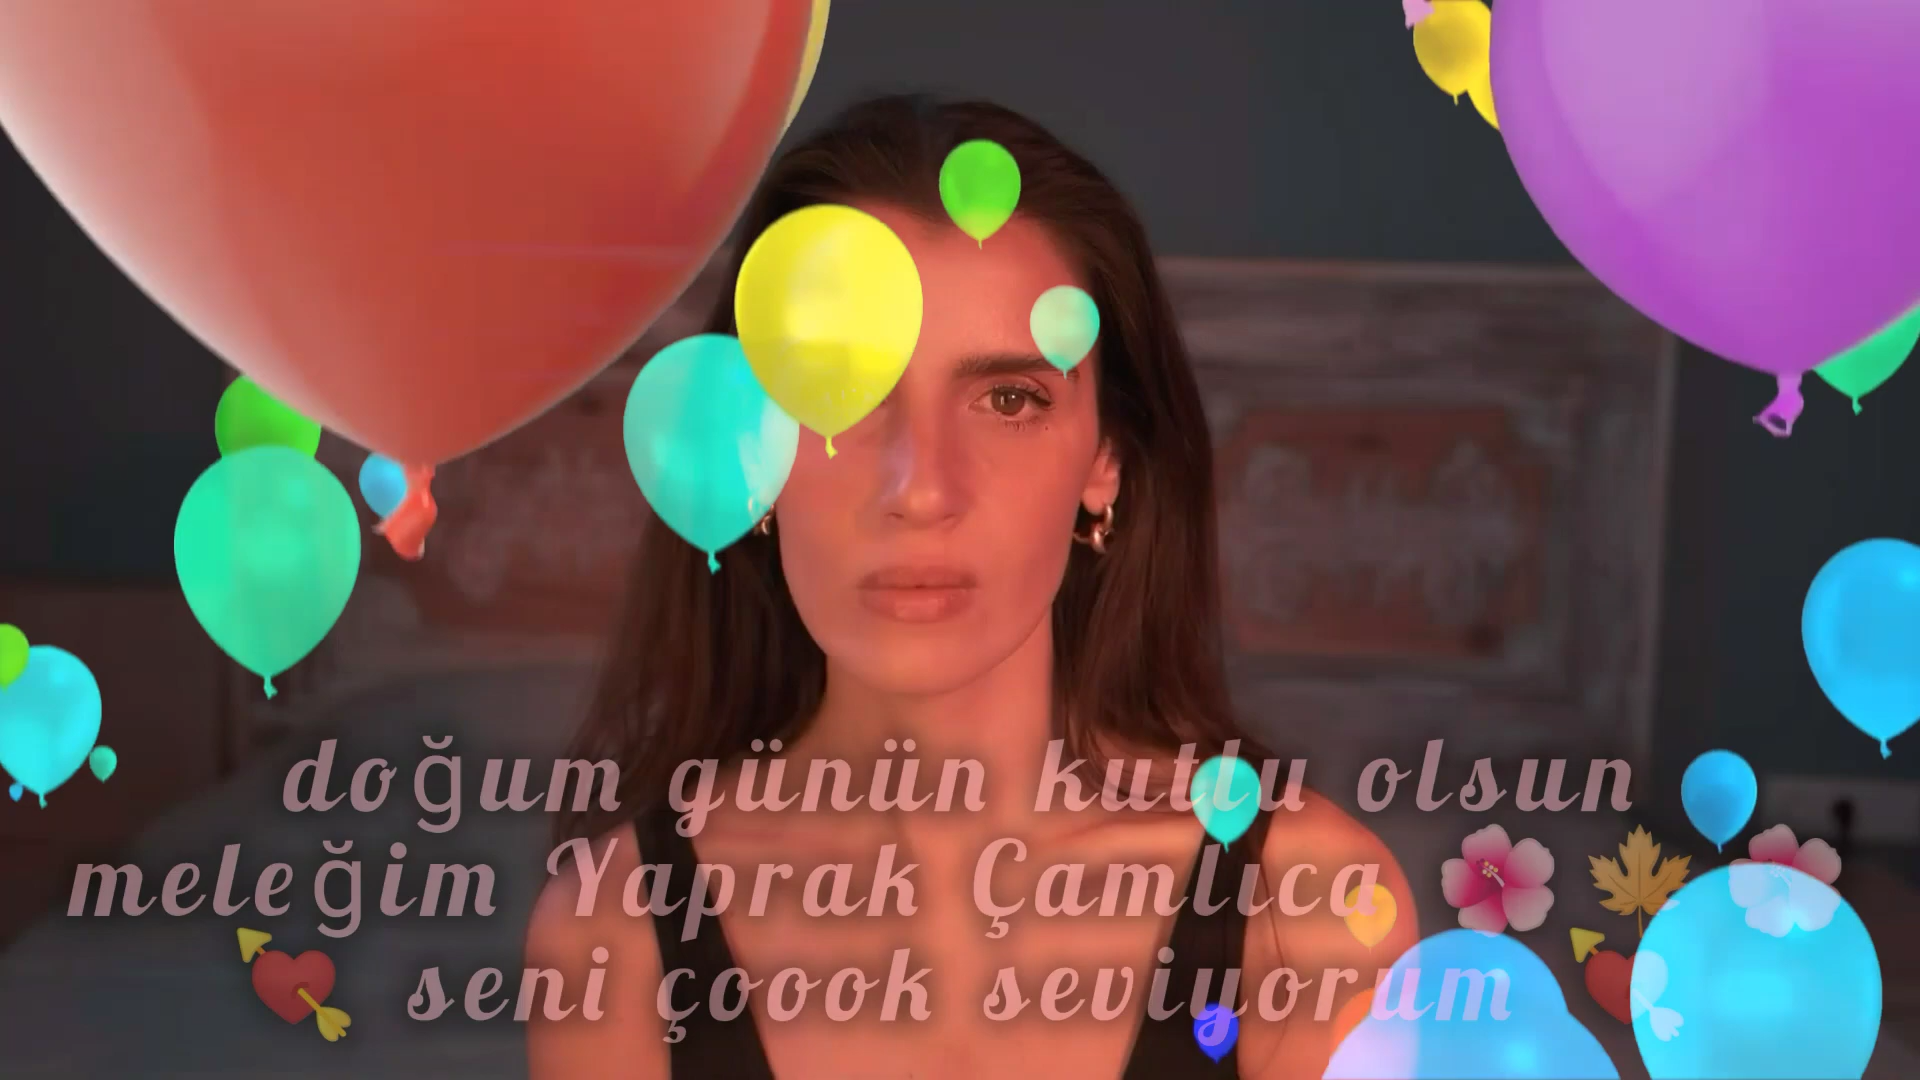 doğum günün kutlu olsun
meleğim Yaprak Çamlıca 🌺 🍁 🌺
💘 seni çoook seviyorum 💘